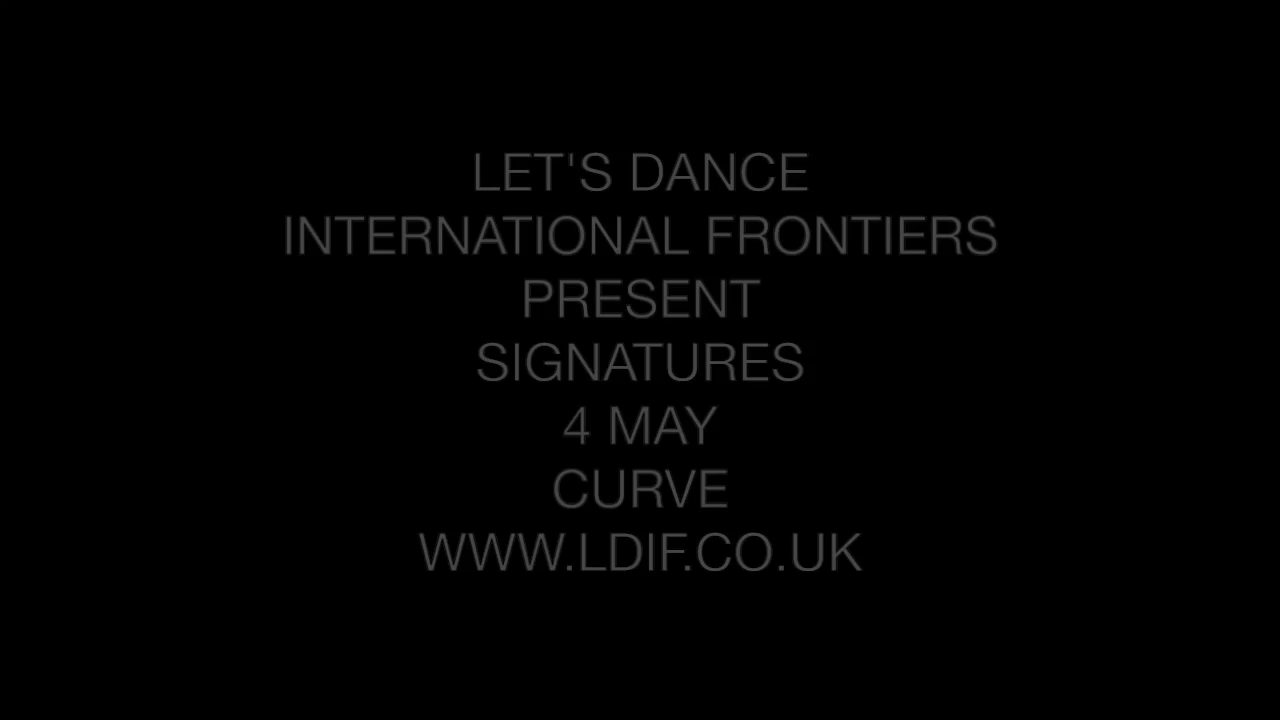 LET'S DANCE
INTERNATIONAL FRONTIERS
PRESENT
SIGNATURES
4 MAY
CURVE
WWW.LDIF.CO.UK